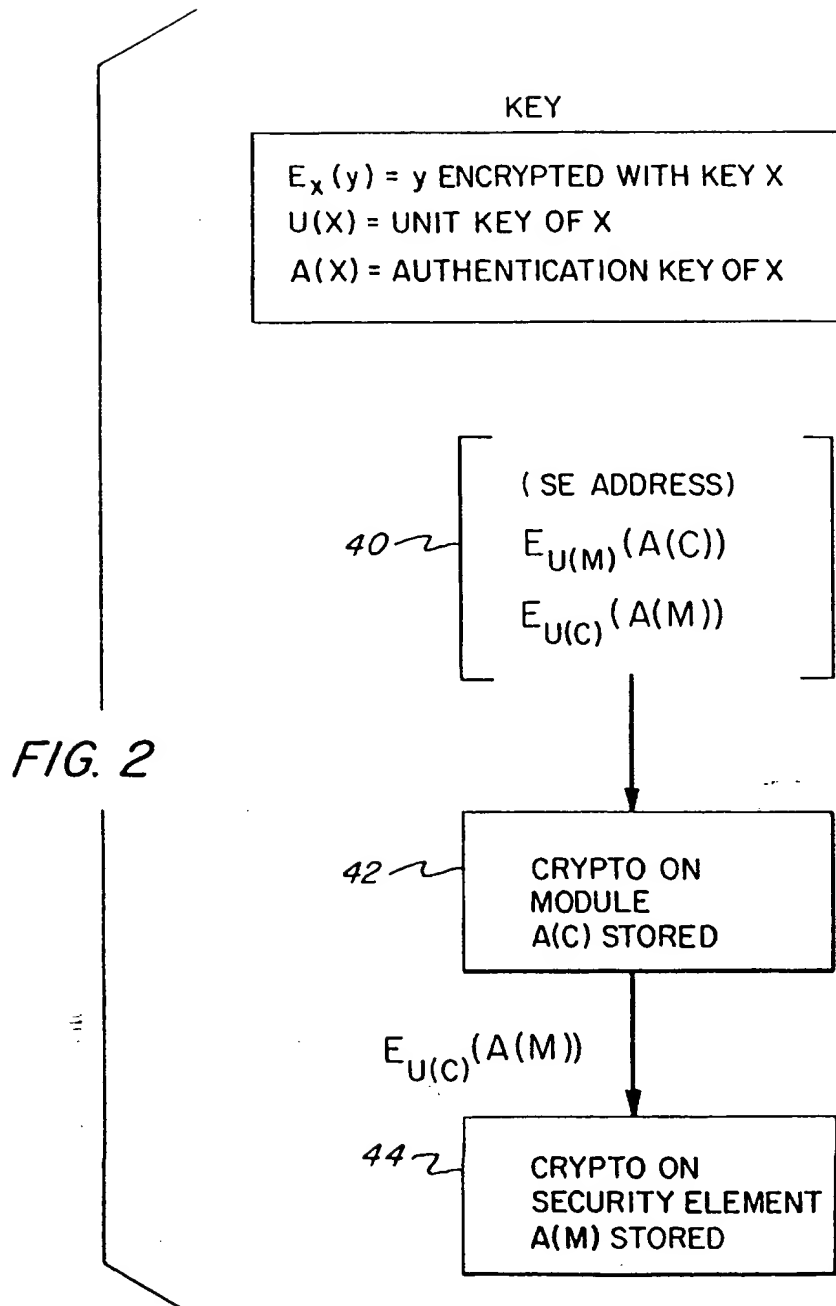 KEY
E_X(y) = y ENCRYPTED WITH KEY X
U(X) = UNIT KEY OF X
A(X) = AUTHENTICATION KEY OF X
(SE ADDRESS)
40
E_U(M)(A(C))
E_U(C)(A(M))
FIG. 2
42
CRYPTO ON
MODULE
A(C) STORED
E_U(C)(A(M))
44
CRYPTO ON
SECURITY ELEMENT
A(M) STORED